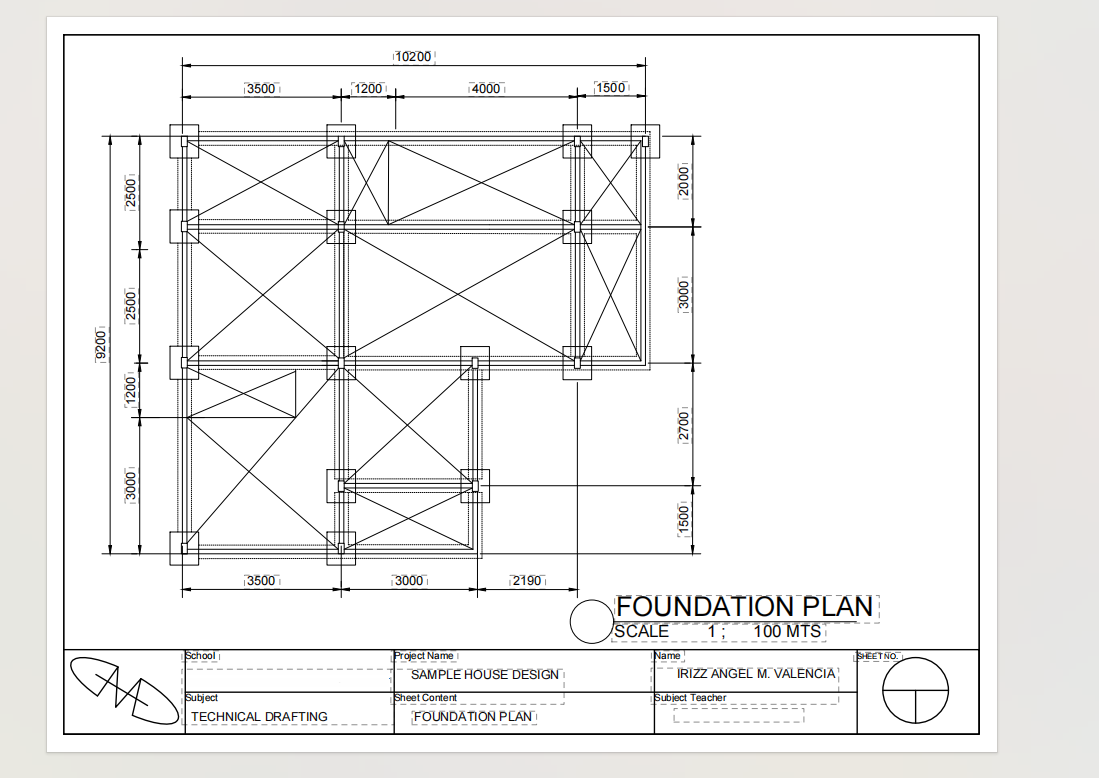 10200
3500
1200
4000
1500
2500
2500
1200
3000
9200
2000
3000
2700
1500
3500
3000
2190
FOUNDATION PLAN
SCALE 1 ; 100 MTS
School
Project Name
Name
SHEET NO.
SAMPLE HOUSE DESIGN
IRIZZ ANGEL M. VALENCIA
Subject
Sheet Content
Subject Teacher
TECHNICAL DRAFTING
FOUNDATION PLAN